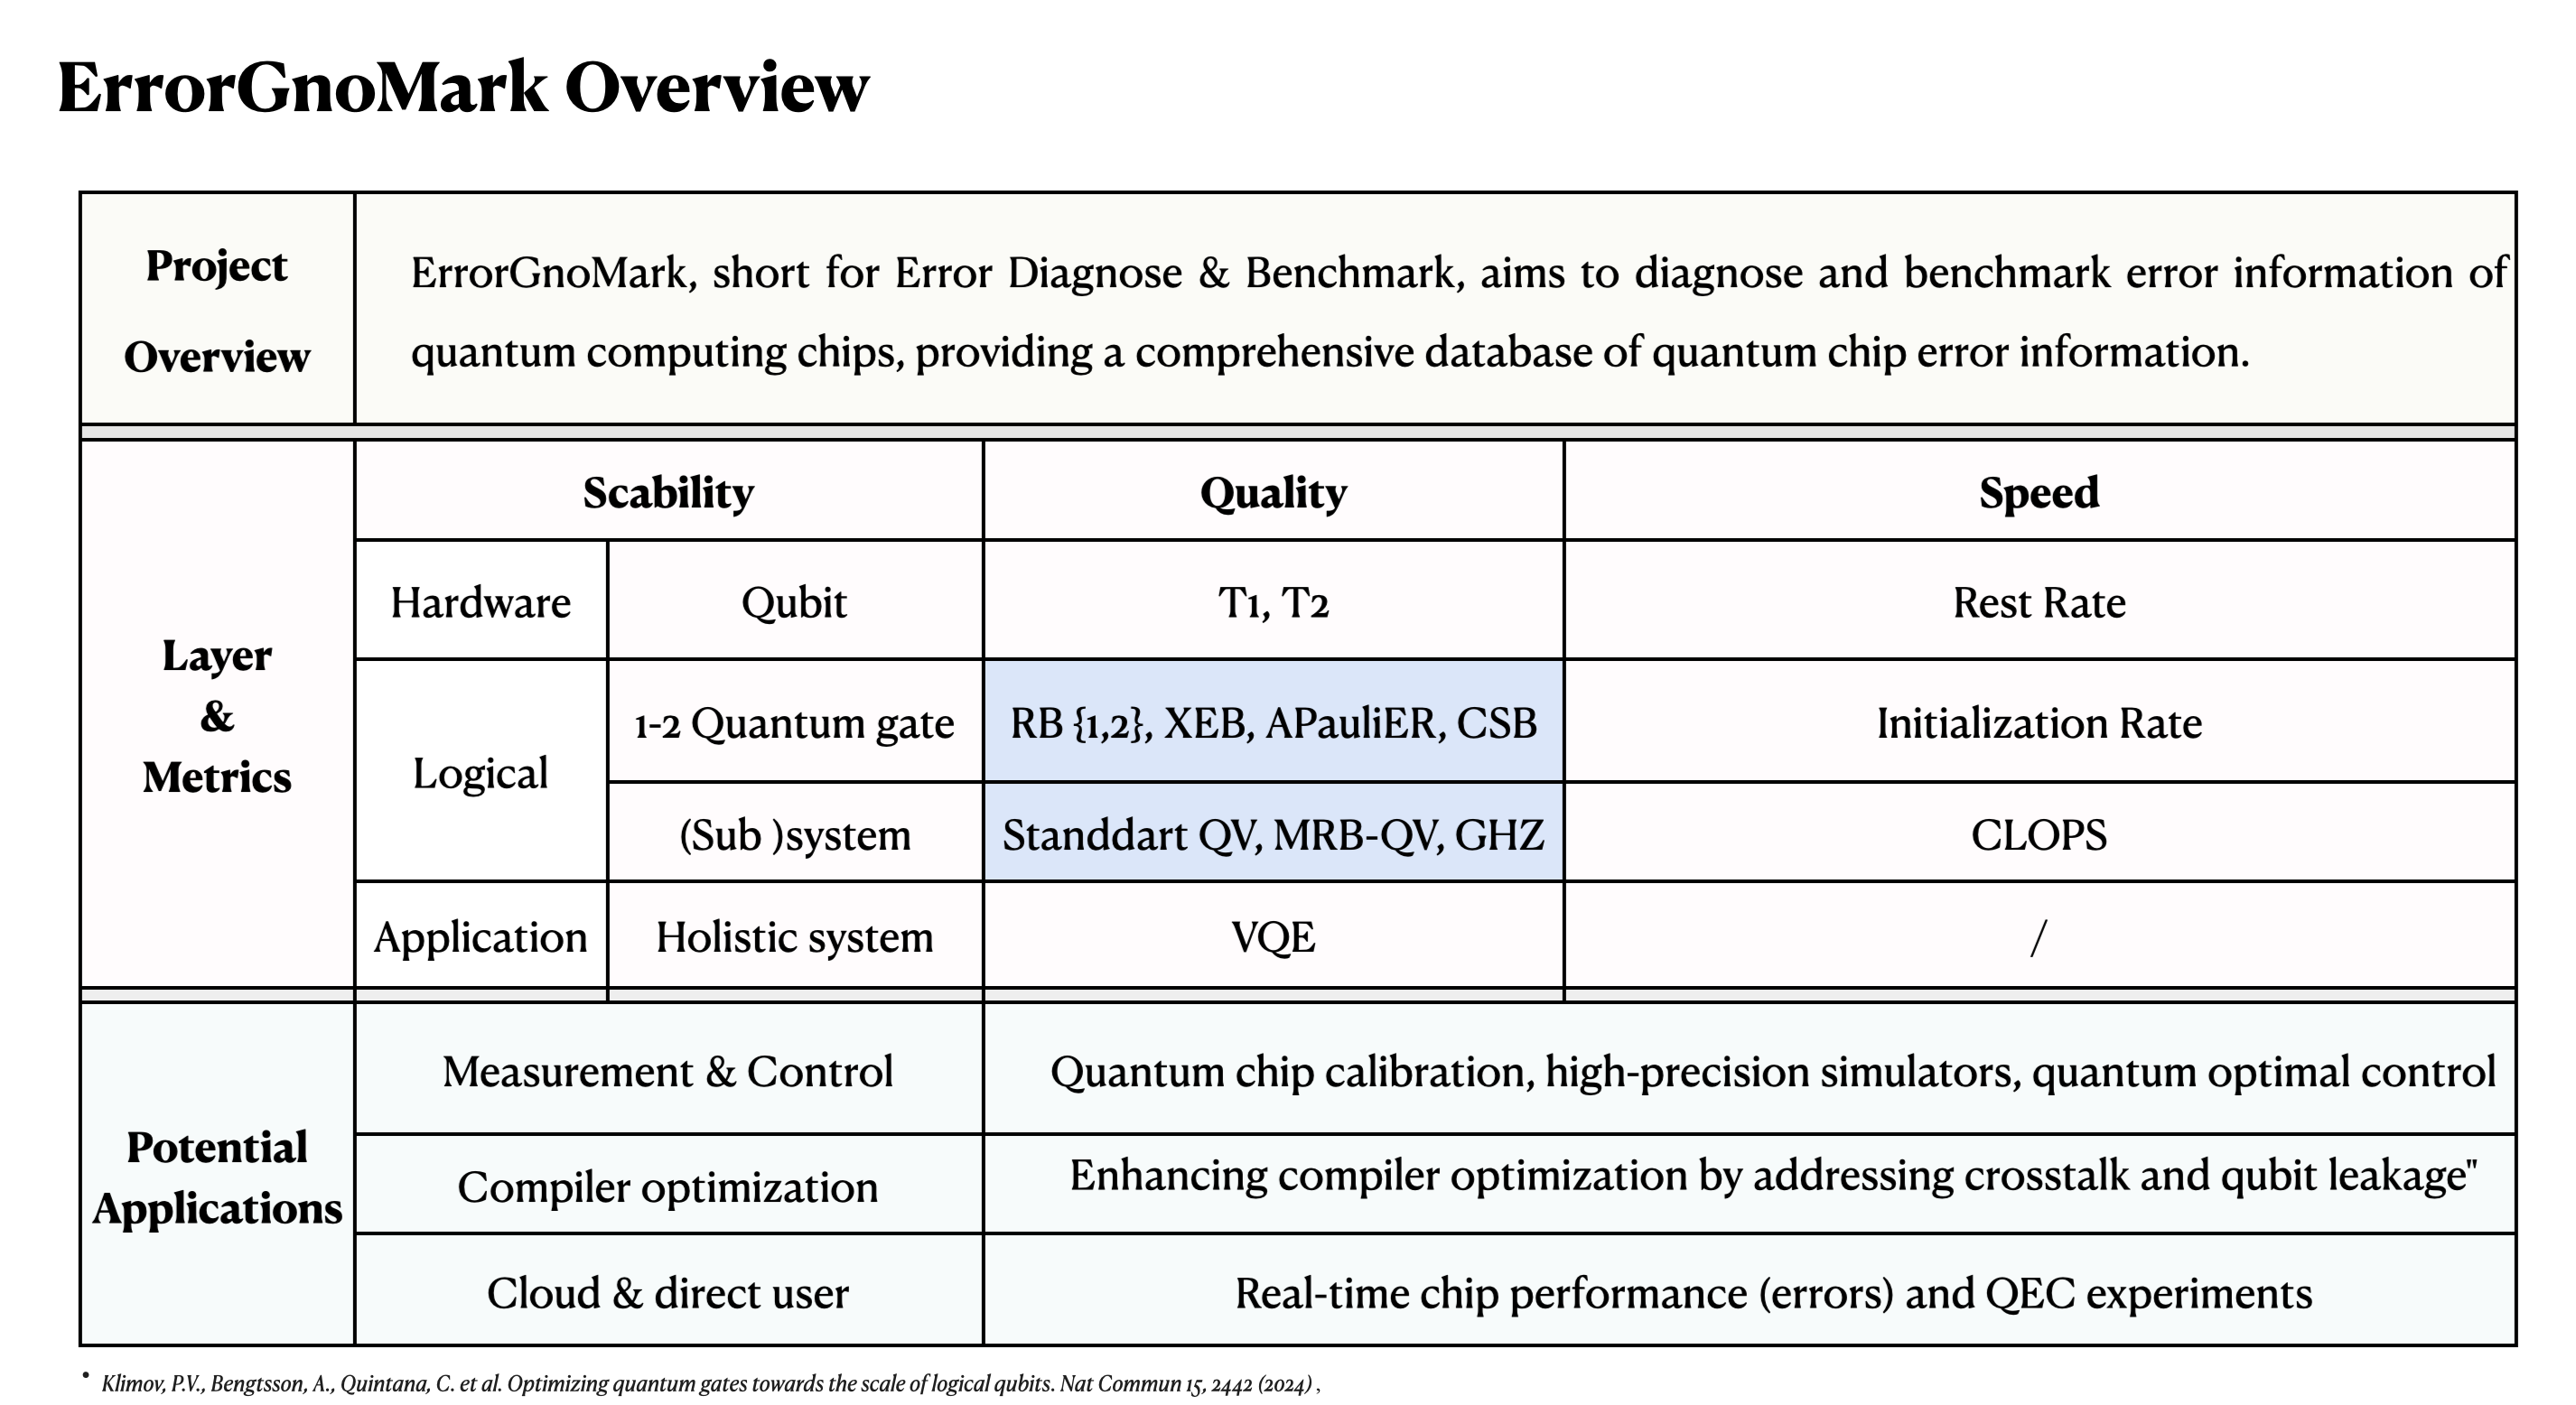 ErrorGnoMark Overview
Project
Overview
ErrorGnoMark, short for Error Diagnose & Benchmark, aims to diagnose and benchmark error information of
quantum computing chips, providing a comprehensive database of quantum chip error information.
Layer
&
Metrics
Scability
Quality
Speed
Hardware
Qubit
T1, T2
Rest Rate
Logical
1-2 Quantum gate
RB {1,2}, XEB, APauliER, CSB
Initialization Rate
(Sub )system
Standdart QV, MRB-QV, GHZ
CLOPS
Application
Holistic system
VQE
/
Potential
Applications
Measurement & Control
Quantum chip calibration, high-precision simulators, quantum optimal control
Compiler optimization
Enhancing compiler optimization by addressing crosstalk and qubit leakage"
Cloud & direct user
Real-time chip performance (errors) and QEC experiments
• Klimov, P.V., Bengtsson, A., Quintana, C. et al. Optimizing quantum gates towards the scale of logical qubits. Nat Commun 15, 2442 (2024) ,